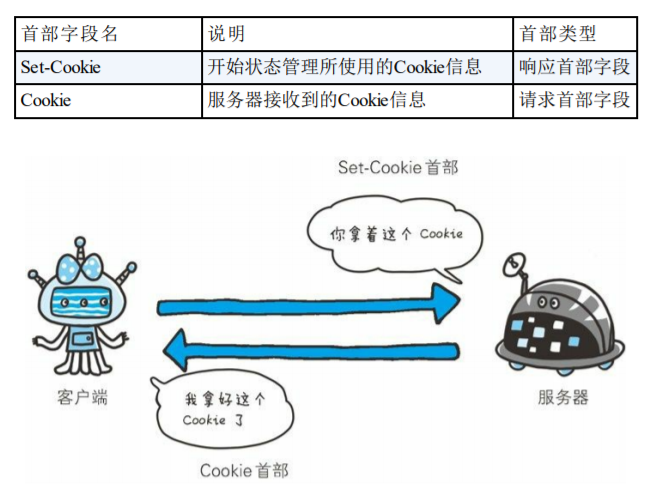 首部字段名 说明 首部类型
Set-Cookie 开始状态管理所使用的Cookie信息 响应首部字段
Cookie 服务器接收到的Cookie信息 请求首部字段
Set-Cookie 首部
你拿着这个 Cookie
客户端
服务器
我拿好这个
Cookie 了
Cookie 首部